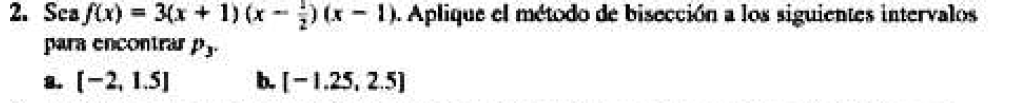 2. Sea f(x) = 3(x + 1) (x − ½) (x − 1). Aplique el método de bisección a los siguientes intervalos
para encontrar p₃.
a. [−2, 1.5] b. [−1.25, 2.5]